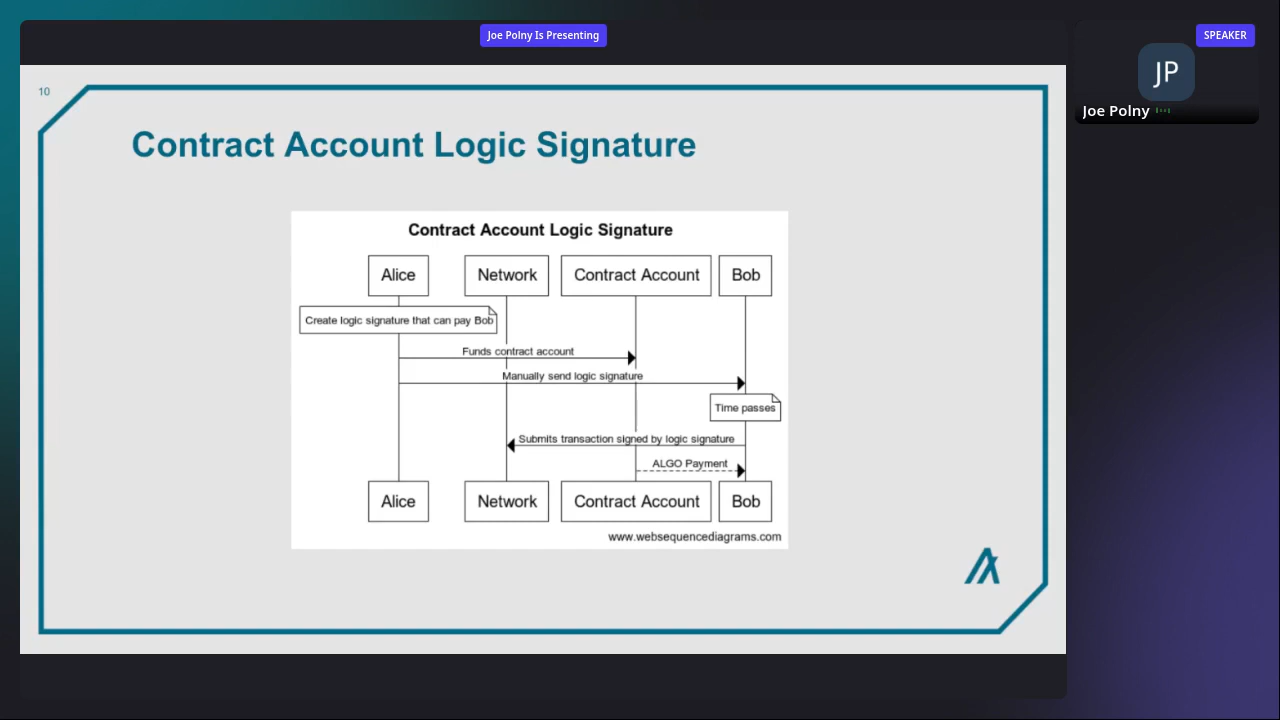 Joe Polny Is Presenting
SPEAKER
JP
Joe Polny
10
Contract Account Logic Signature
Contract Account Logic Signature
Alice Network Contract Account Bob
Create logic signature that can pay Bob
Funds contract account
Manually send logic signature
Time passes
Submits transaction signed by logic signature
ALGO Payment
Alice Network Contract Account Bob
www.websequencediagrams.com